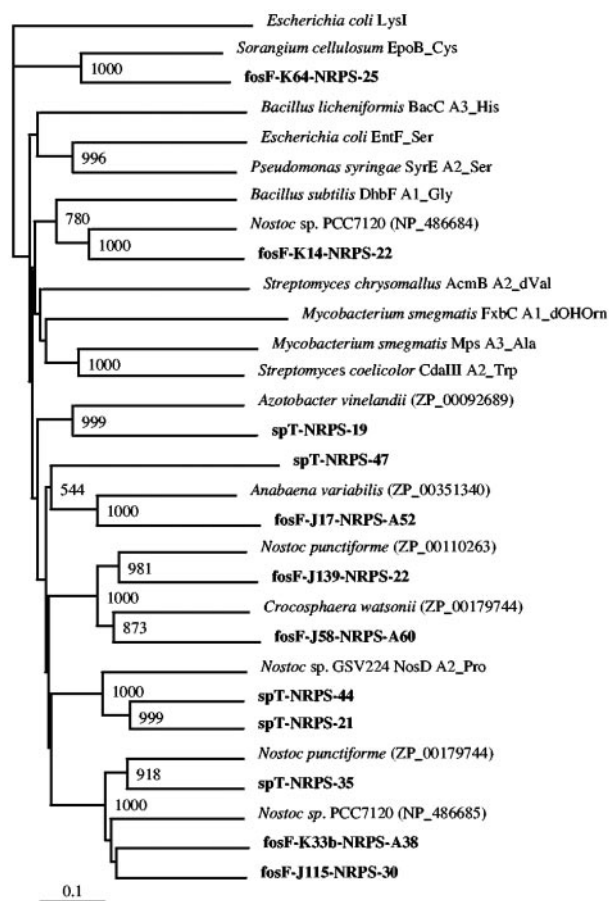 Escherichia coli LysI
Sorangium cellulosum EpoB_Cys
1000
fosF-K64-NRPS-25
Bacillus licheniformis BacC A3_His
Escherichia coli EntF_Ser
996
Pseudomonas syringae SyrE A2_Ser
Bacillus subtilis DhbF A1_Gly
780
Nostoc sp. PCC7120 (NP_486684)
1000
fosF-K14-NRPS-22
Streptomyces chrysomallus AcmB A2_dVal
Mycobacterium smegmatis FxbC A1_dOHOrn
Mycobacterium smegmatis Mps A3_Ala
1000
Streptomyces coelicolor CdaIII A2_Trp
Azotobacter vinelandii (ZP_00092689)
999
spT-NRPS-19
spT-NRPS-47
544
Anabaena variabilis (ZP_00351340)
1000
fosF-J17-NRPS-A52
Nostoc punctiforme (ZP_00110263)
981
fosF-J139-NRPS-22
1000
Crocosphaera watsonii (ZP_00179744)
873
fosF-J58-NRPS-A60
Nostoc sp. GSV224 NosD A2_Pro
1000
spT-NRPS-44
999
spT-NRPS-21
Nostoc punctiforme (ZP_00179744)
918
spT-NRPS-35
1000
Nostoc sp. PCC7120 (NP_486685)
fosF-K33b-NRPS-A38
fosF-J115-NRPS-30
0.1